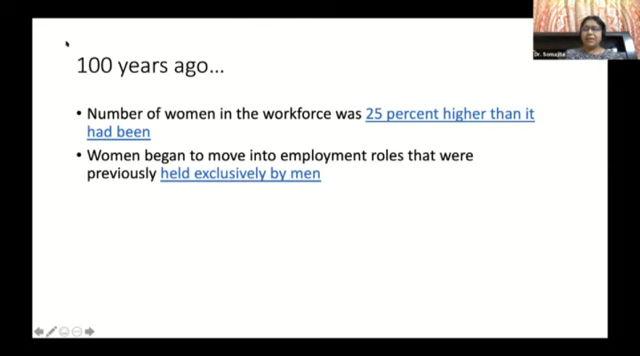 Dr. Sonsujta
100 years ago…
• Number of women in the workforce was 25 percent higher than it
had been
• Women began to move into employment roles that were
previously held exclusively by men